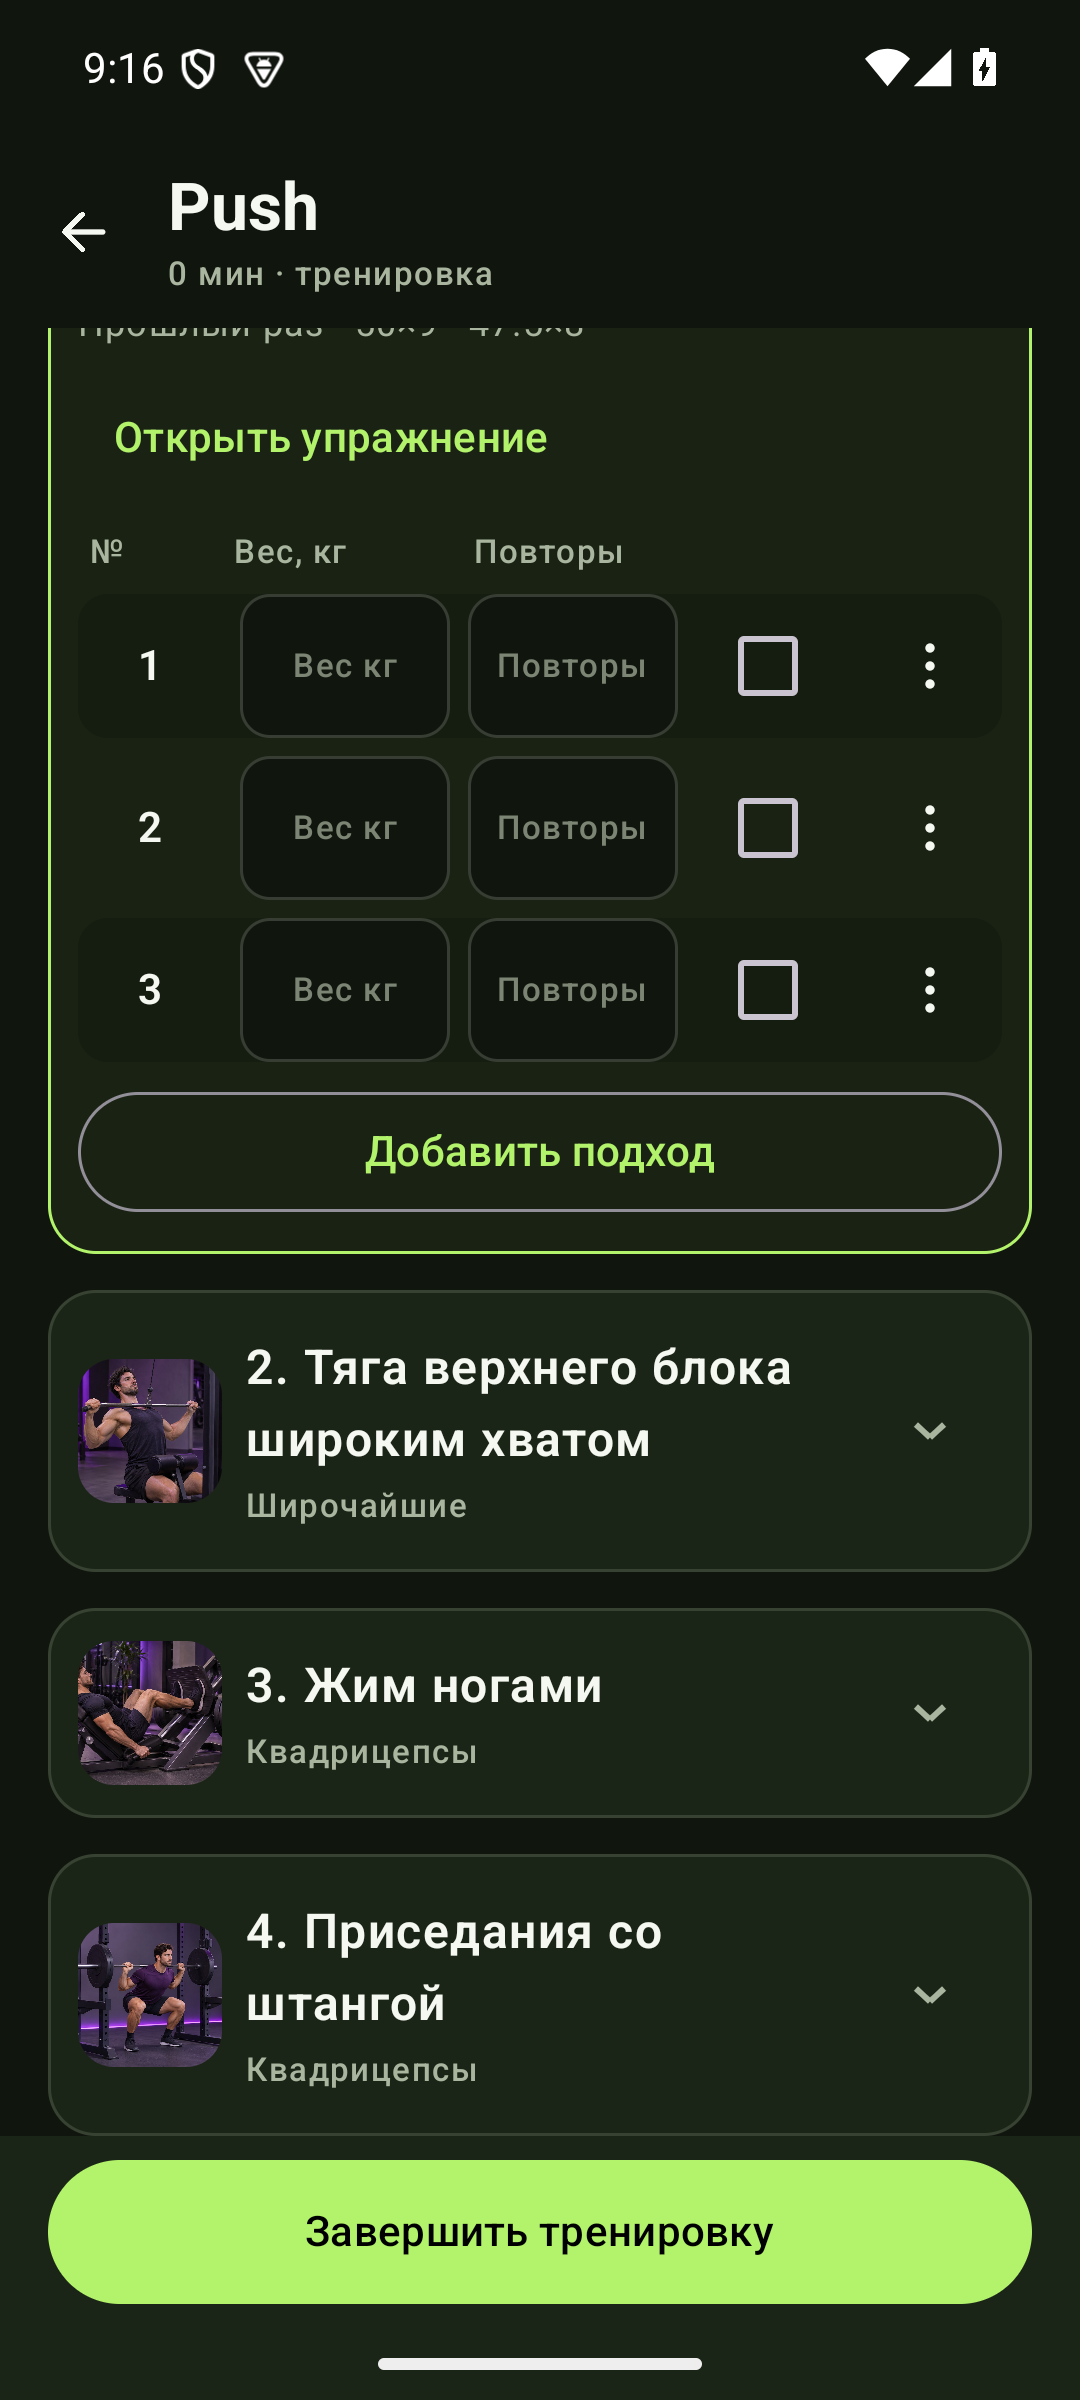 9:16
Push
0 мин · тренировка
Прошлый раз
Открыть упражнение
№ Вес, кг Повторы
1 Вес кг Повторы
2 Вес кг Повторы
3 Вес кг Повторы
Добавить подход
2. Тяга верхнего блока
широким хватом
Широчайшие
3. Жим ногами
Квадрицепсы
4. Приседания со
штангой
Квадрицепсы
Завершить тренировку